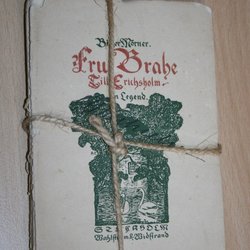 Birger Mörner.
Fru Brahe
Till Erichsholm
en Legend.
STOCKHOLM
Wahlström & Widstrand